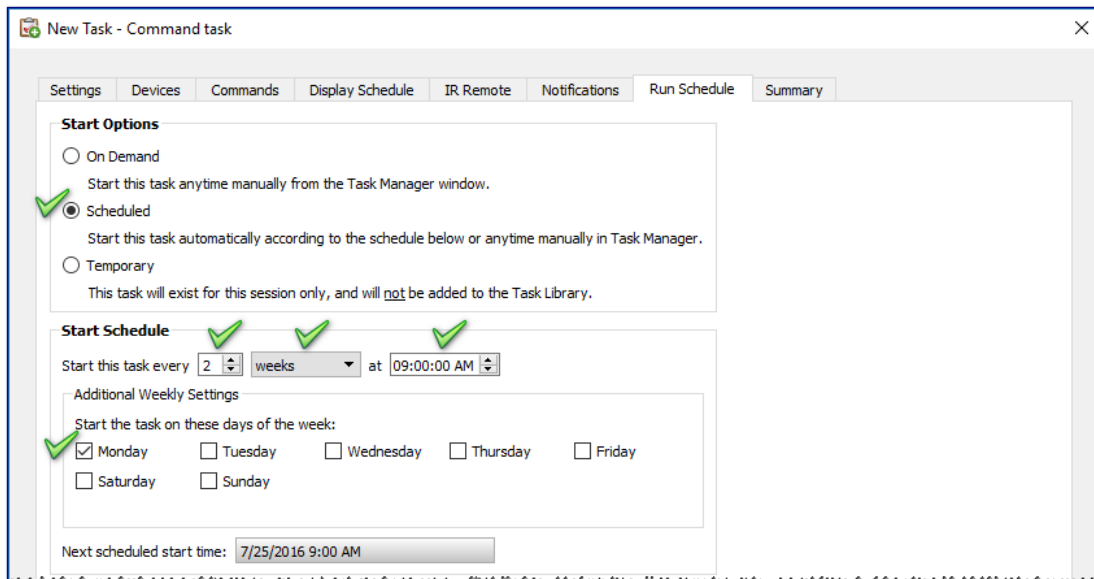 New Task - Command task
Settings Devices Commands Display Schedule IR Remote Notifications Run Schedule Summary
Start Options
On Demand
Start this task anytime manually from the Task Manager window.
Scheduled
Start this task automatically according to the schedule below or anytime manually in Task Manager.
Temporary
This task will exist for this session only, and will not be added to the Task Library.
Start Schedule
Start this task every 2 weeks at 09:00:00 AM
Additional Weekly Settings
Start the task on these days of the week:
Monday Tuesday Wednesday Thursday Friday
Saturday Sunday
Next scheduled start time: 7/25/2016 9:00 AM